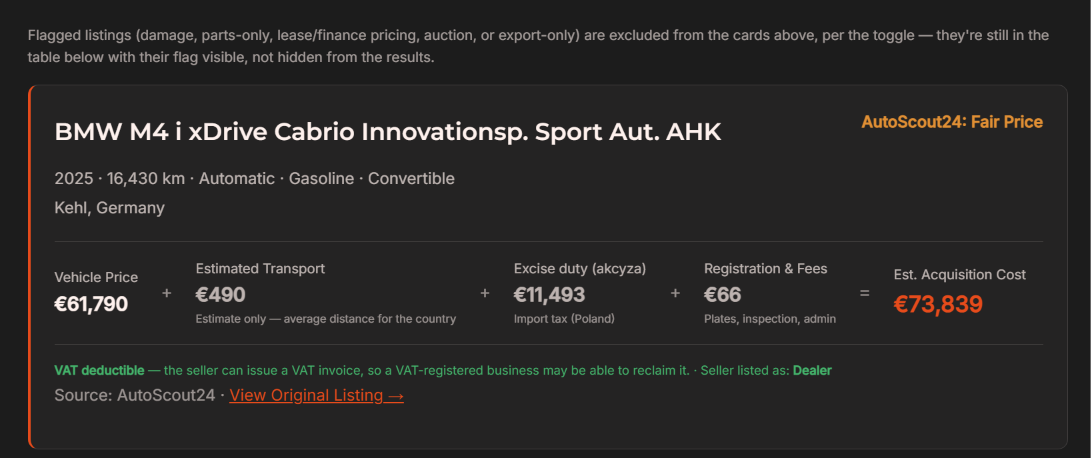 Flagged listings (damage, parts-only, lease/finance pricing, auction, or export-only) are excluded from the cards above, per the toggle — they're still in the
table below with their flag visible, not hidden from the results.
BMW M4 i xDrive Cabrio Innovationsp. Sport Aut. AHK
AutoScout24: Fair Price
2025 · 16,430 km · Automatic · Gasoline · Convertible
Kehl, Germany
Vehicle Price
€61,790
+
Estimated Transport
€490
Estimate only — average distance for the country
+
Excise duty (akcyza)
€11,493
Import tax (Poland)
+
Registration & Fees
€66
Plates, inspection, admin
=
Est. Acquisition Cost
€73,839
VAT deductible — the seller can issue a VAT invoice, so a VAT-registered business may be able to reclaim it. · Seller listed as: Dealer
Source: AutoScout24 · View Original Listing →